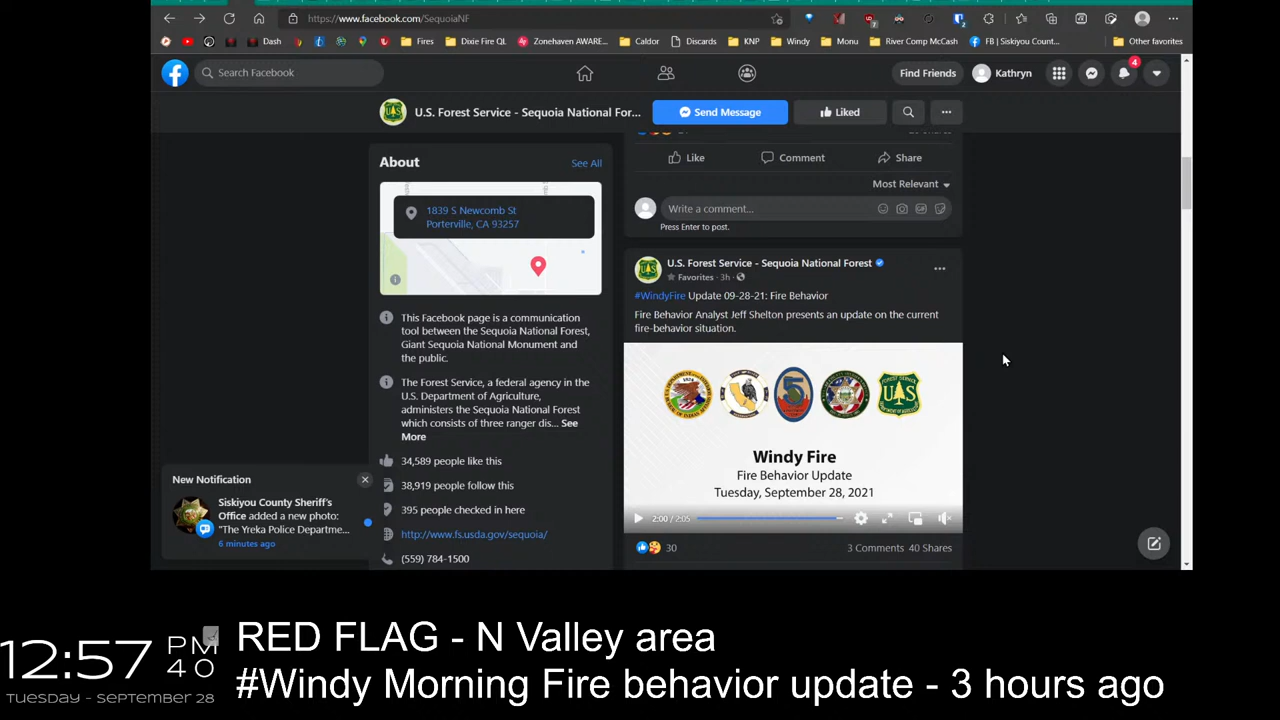 https://www.facebook.com/SequoiaNF
Dash
Fires
Dixie Fire QL
Zonehaven AWARE...
Caldor
Discards
KNP
Windy
Monu
River Comp McCash
FB | Siskiyou Count...
Other favorites
Search Facebook
Find Friends
Kathryn
4
U.S. Forest Service - Sequoia National For...
Send Message
Liked
About
See All
1839 S Newcomb St
Porterville, CA 93257
This Facebook page is a communication
tool between the Sequoia National Forest,
Giant Sequoia National Monument and
the public.
The Forest Service, a federal agency in the
U.S. Department of Agriculture,
administers the Sequoia National Forest
which consists of three ranger dis... See
More
34,589 people like this
38,919 people follow this
395 people checked in here
http://www.fs.usda.gov/sequoia/
(559) 784-1500
Like
Comment
Share
Most Relevant
Write a comment...
Press Enter to post.
U.S. Forest Service - Sequoia National Forest
Favorites · 3h ·
#WindyFire Update 09-28-21: Fire Behavior
Fire Behavior Analyst Jeff Shelton presents an update on the current
fire-behavior situation.
5
U S
Windy Fire
Fire Behavior Update
Tuesday, September 28, 2021
2:00 / 2:05
30
3 Comments 40 Shares
New Notification
Siskiyou County Sheriff's
Office added a new photo:
"The Yreka Police Departme...
6 minutes ago
12:57 PM
40
TUESDAY - SEPTEMBER 28
RED FLAG - N Valley area
#Windy Morning Fire behavior update - 3 hours ago